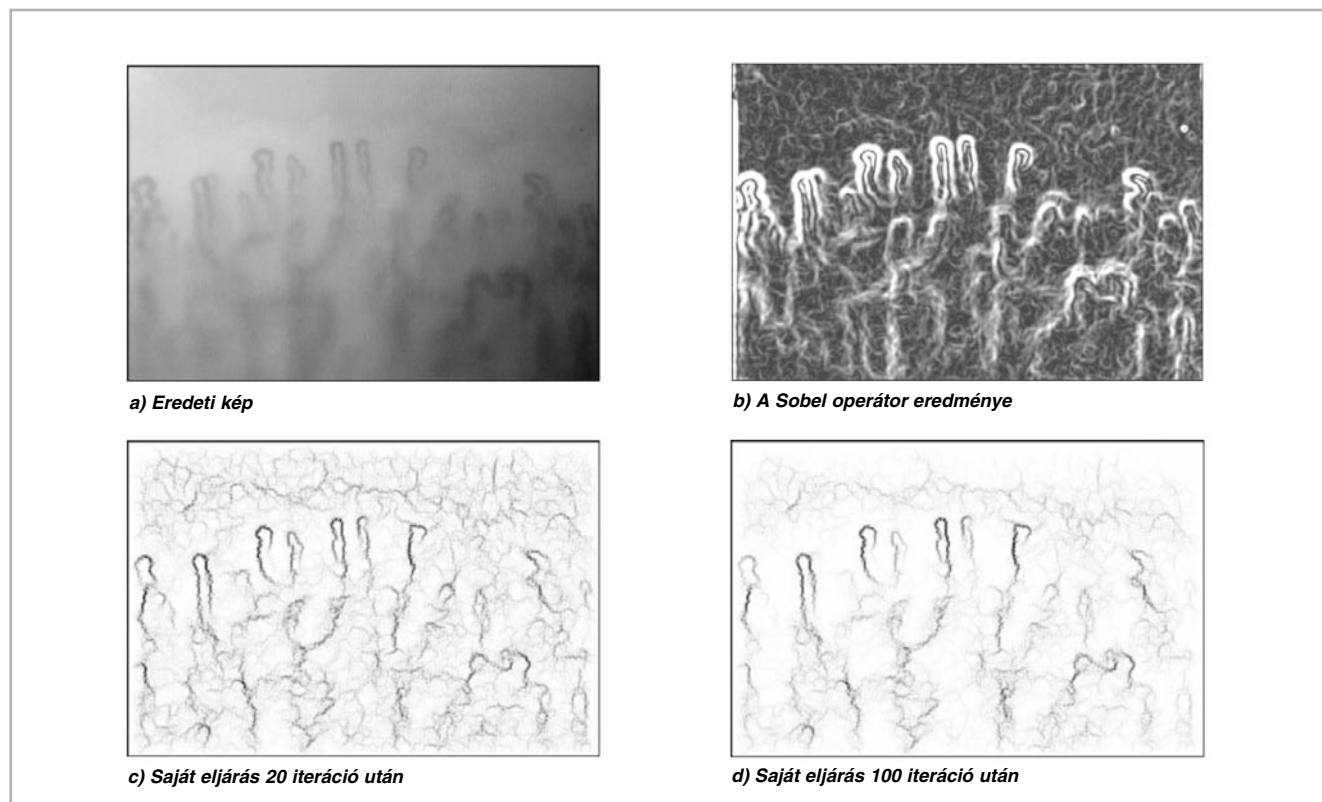 a) Eredeti kép
b) A Sobel operátor eredménye
c) Saját eljárás 20 iteráció után
d) Saját eljárás 100 iteráció után